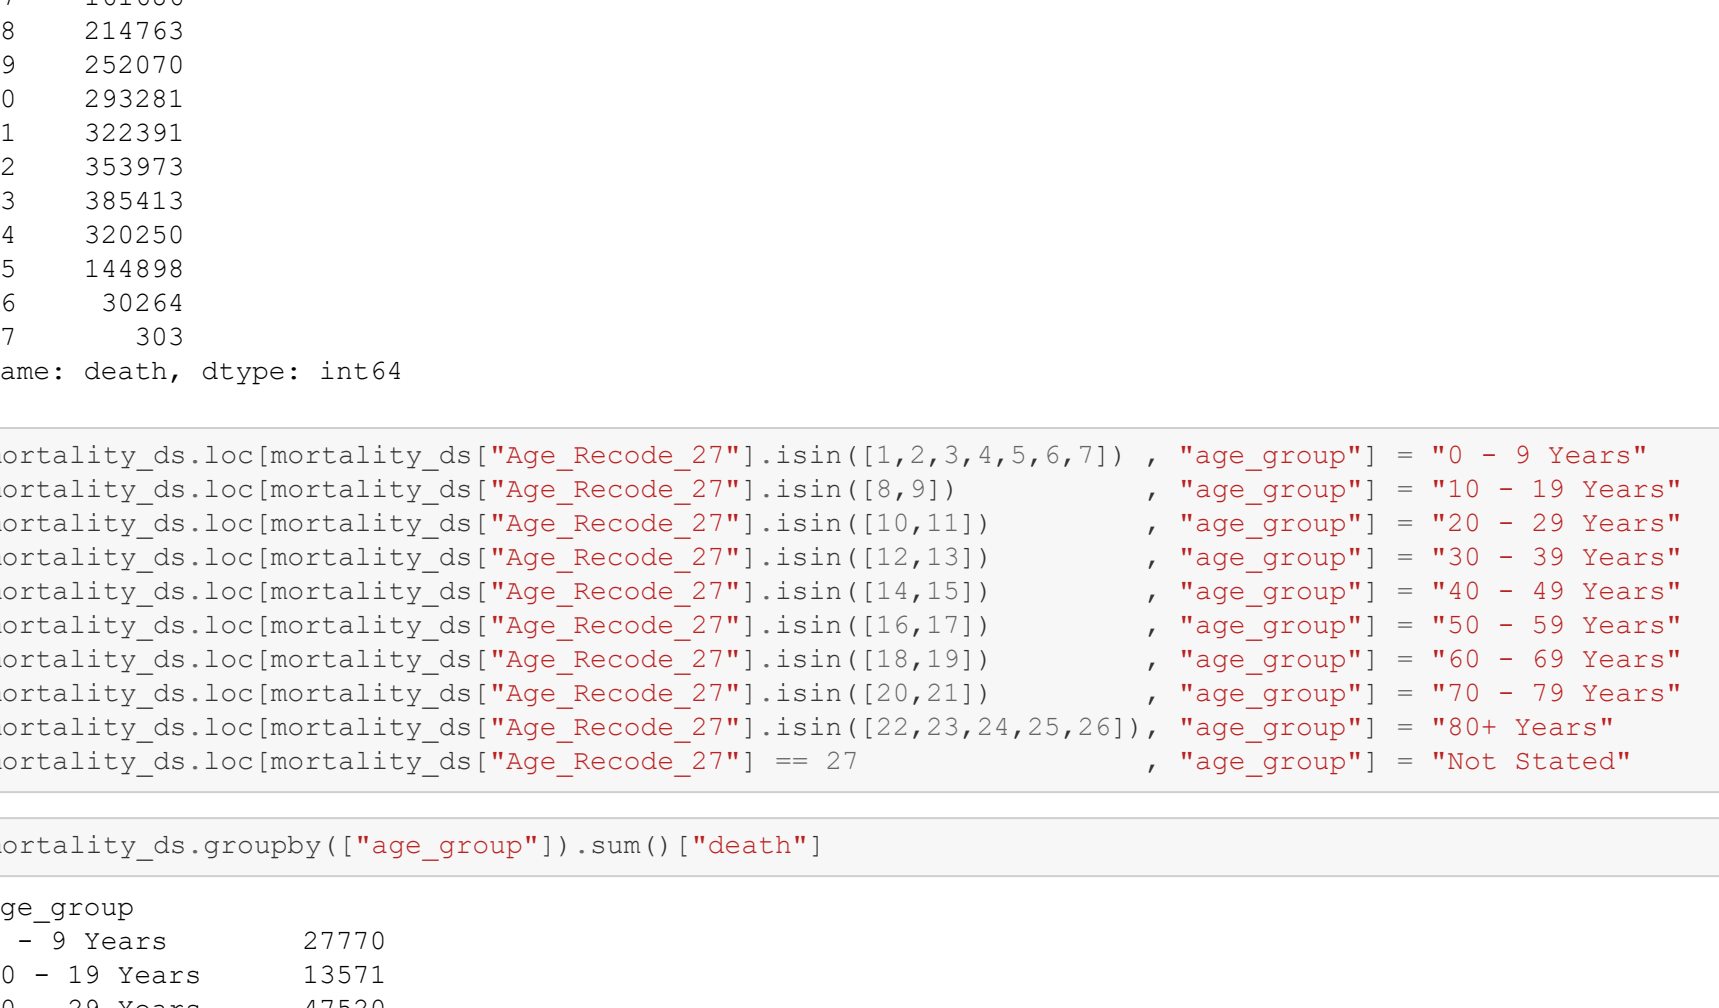 8 214763
9 252070
0 293281
1 322391
2 353973
3 385413
4 320250
5 144898
6 30264
7 303
ame: death, dtype: int64
ortality_ds.loc[mortality_ds["Age_Recode_27"].isin([1,2,3,4,5,6,7]) , "age_group"] = "0 - 9 Years"
ortality_ds.loc[mortality_ds["Age_Recode_27"].isin([8,9]) , "age_group"] = "10 - 19 Years"
ortality_ds.loc[mortality_ds["Age_Recode_27"].isin([10,11]) , "age_group"] = "20 - 29 Years"
ortality_ds.loc[mortality_ds["Age_Recode_27"].isin([12,13]) , "age_group"] = "30 - 39 Years"
ortality_ds.loc[mortality_ds["Age_Recode_27"].isin([14,15]) , "age_group"] = "40 - 49 Years"
ortality_ds.loc[mortality_ds["Age_Recode_27"].isin([16,17]) , "age_group"] = "50 - 59 Years"
ortality_ds.loc[mortality_ds["Age_Recode_27"].isin([18,19]) , "age_group"] = "60 - 69 Years"
ortality_ds.loc[mortality_ds["Age_Recode_27"].isin([20,21]) , "age_group"] = "70 - 79 Years"
ortality_ds.loc[mortality_ds["Age_Recode_27"].isin([22,23,24,25,26]), "age_group"] = "80+ Years"
ortality_ds.loc[mortality_ds["Age_Recode_27"] == 27 , "age_group"] = "Not Stated"
ortality_ds.groupby(["age_group"]).sum()["death"]
ge_group
- 9 Years 27770
0 - 19 Years 13571
0 - 29 Years 47520